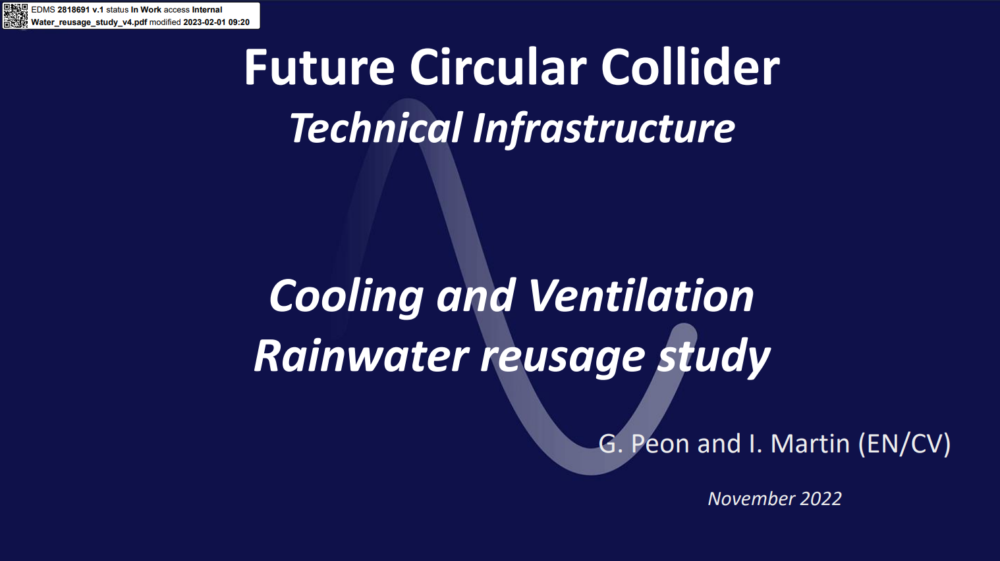 EDMS 2818691 v.1 status In Work access Internal
Water_reusage_study_v4.pdf modified 2023-02-01 09:20
Future Circular Collider
Technical Infrastructure
Cooling and Ventilation
Rainwater reusage study
G. Peon and I. Martin (EN/CV)
November 2022